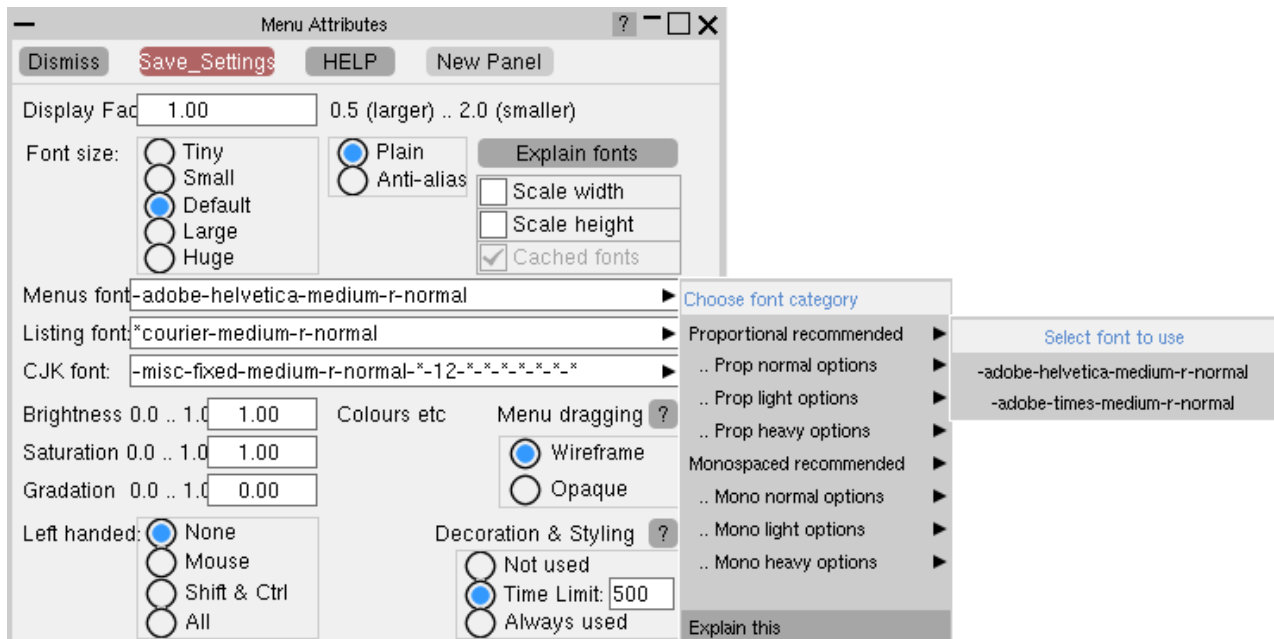 Menu Attributes ?
Dismiss Save_Settings HELP New Panel
Display Fac 1.00 0.5 (larger) .. 2.0 (smaller)
Font size: Tiny Plain Explain fonts
Small Anti-alias Scale width
Default Scale height
Large Cached fonts
Huge
Menus font -adobe-helvetica-medium-r-normal
Listing font: *courier-medium-r-normal
CJK font: -misc-fixed-medium-r-normal-*-12-*-*-*-*-*-*
Brightness 0.0 .. 1.0 1.00 Colours etc Menu dragging ?
Saturation 0.0 .. 1.0 1.00 Wireframe
Gradation 0.0 .. 1.0 0.00 Opaque
Left handed: None Decoration & Styling ?
Mouse Not used
Shift & Ctrl Time Limit: 500
All Always used
Choose font category
Proportional recommended
.. Prop normal options
.. Prop light options
.. Prop heavy options
Monospaced recommended
.. Mono normal options
.. Mono light options
.. Mono heavy options
Explain this
Select font to use
-adobe-helvetica-medium-r-normal
-adobe-times-medium-r-normal